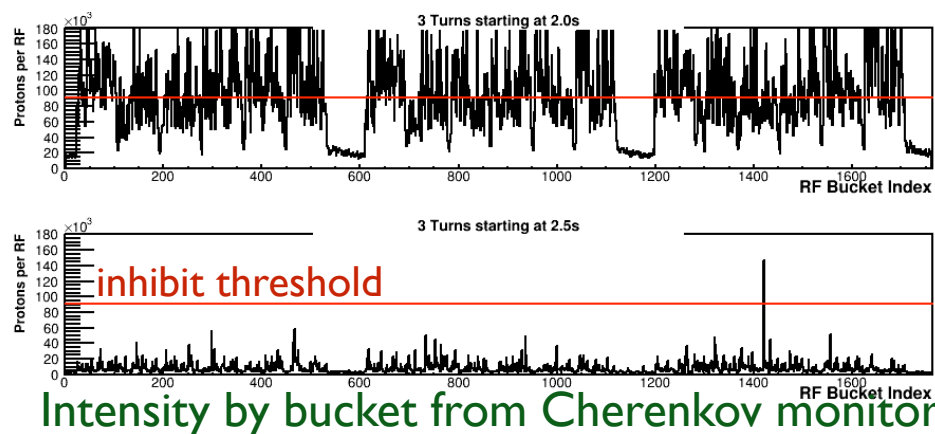 3 Turns starting at 2.0s
×10³
Protons per RF
180
160
140
120
100
80
60
40
20
0
0 200 400 600 800 1000 1200 1400 1600
RF Bucket Index
3 Turns starting at 2.5s
×10³
Protons per RF
180
160
140
120
100
80
60
40
20
0
inhibit threshold
0 200 400 600 800 1000 1200 1400 1600
RF Bucket Index
Intensity by bucket from Cherenkov monitor